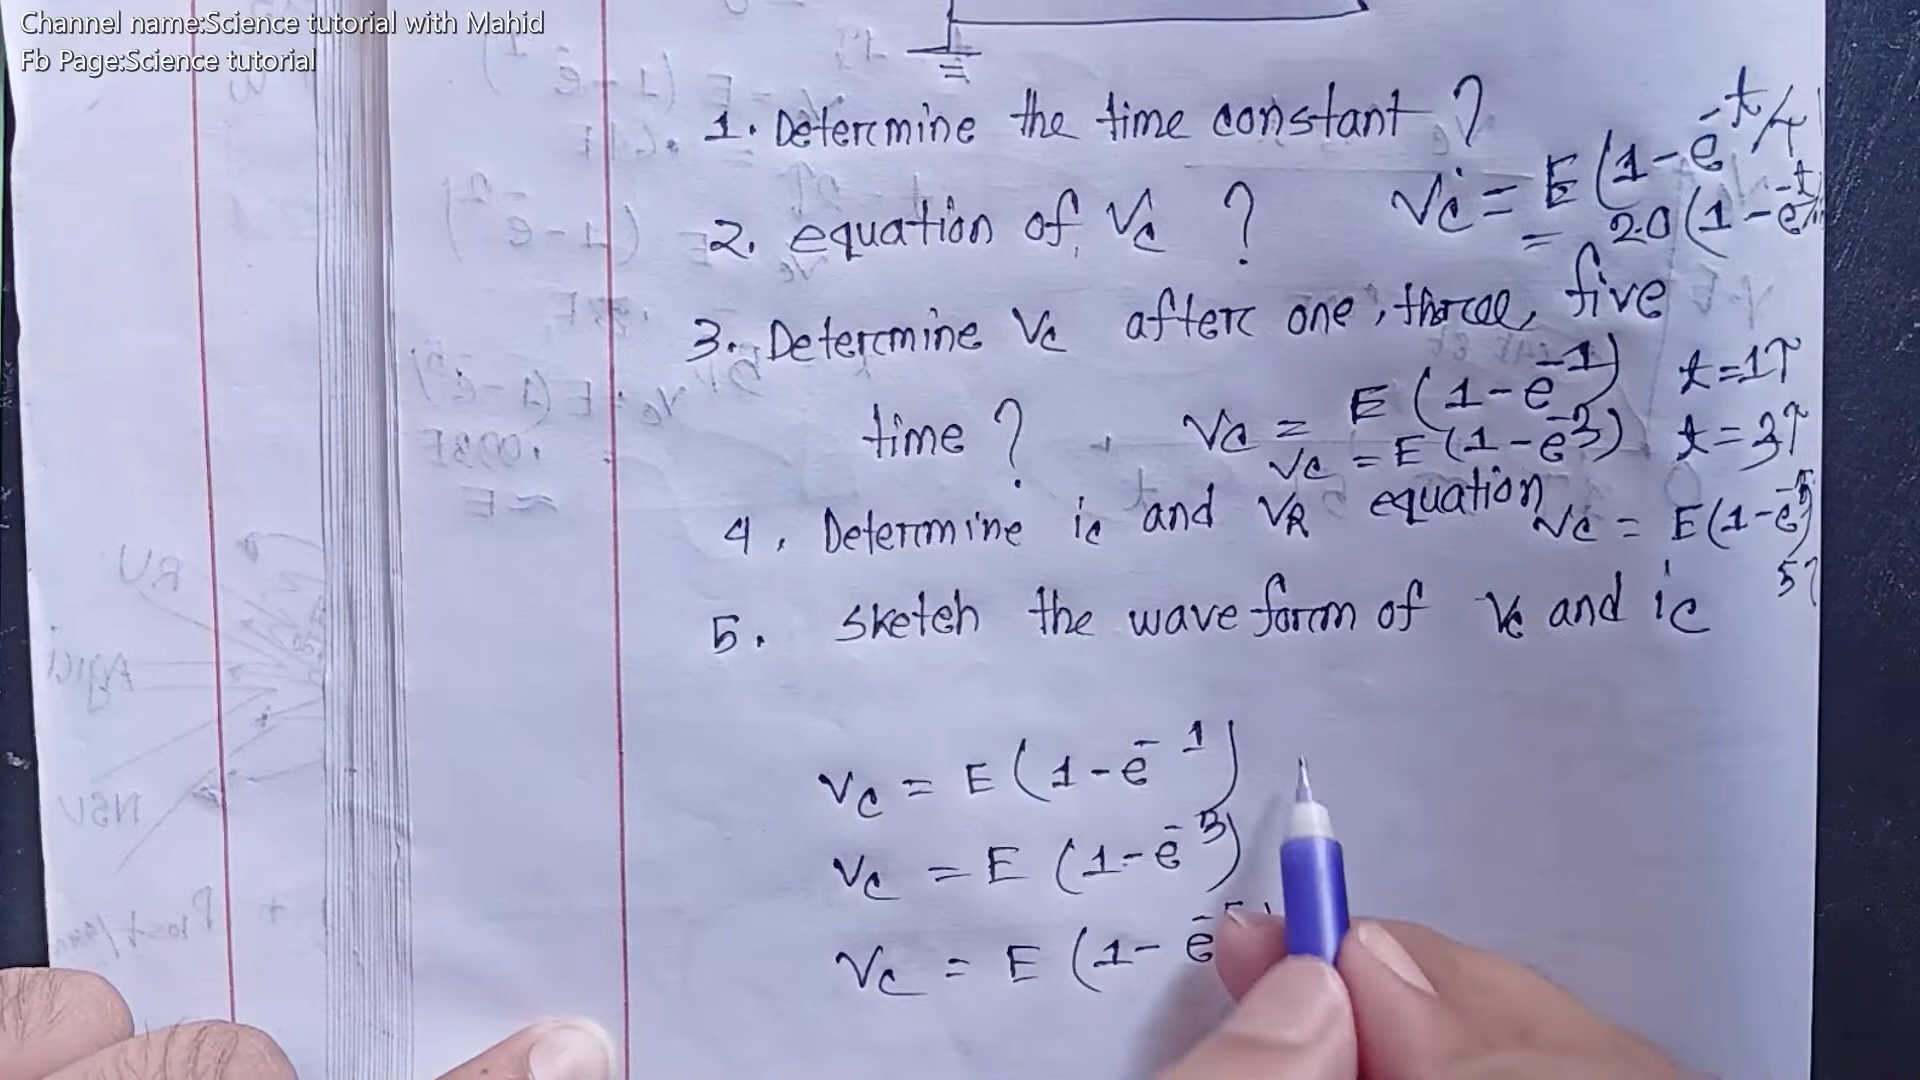 Channel name:Science tutorial with Mahid
Fb Page:Science tutorial
1. Determine the time constant ?
Vc = E (1-e^-t/τ
2. equation of Vc ?
= 20 (1-e^-t/
3. Determine Vc after one, three, five
time ?
Vc = E (1-e^-1) t=1τ
Vc = E (1-e^-3) t=3τ
4. Determine ic and VR equation
Vc = E(1-e^-5)
5τ
5. sketch the wave form of Vc and ic
Vc = E (1-e^-1)
Vc = E (1-e^-3)
Vc = E (1-e^-